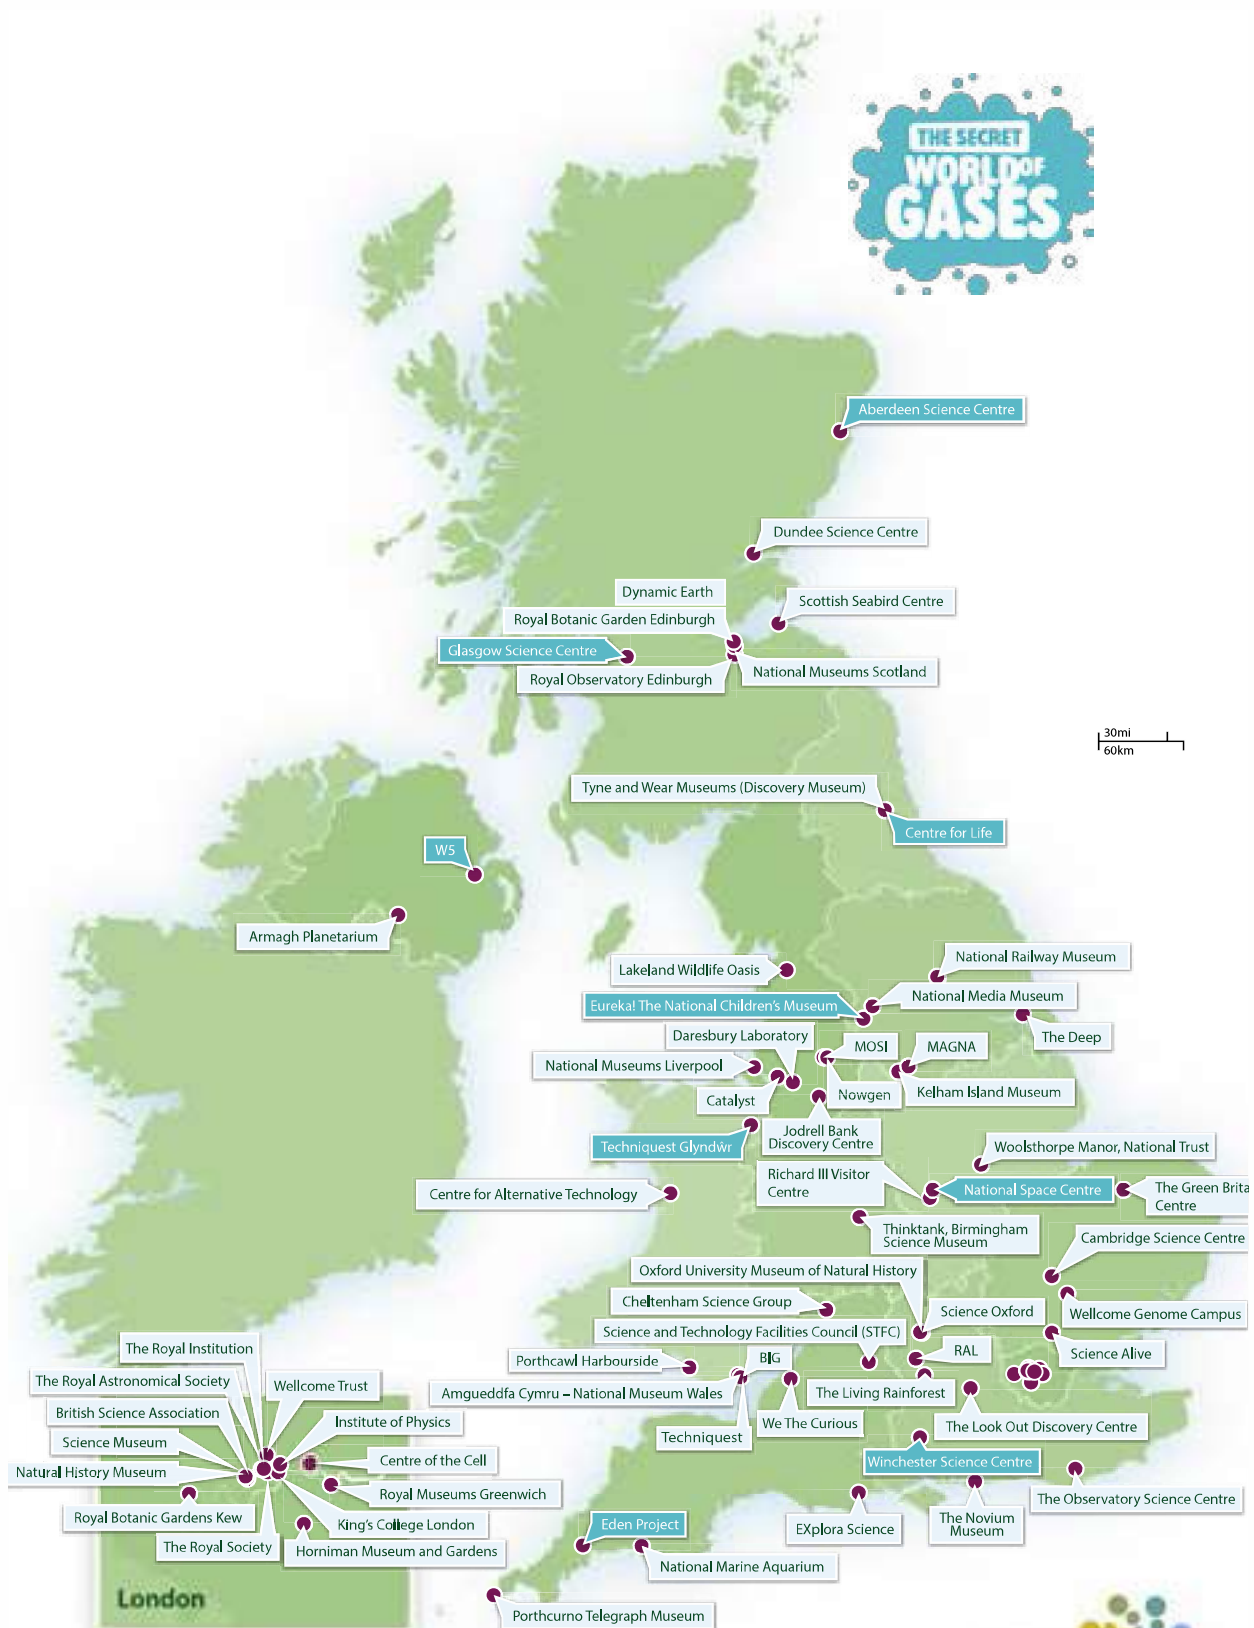 THE SECRET
WORLD OF
GASES
Aberdeen Science Centre
Dundee Science Centre
Dynamic Earth
Scottish Seabird Centre
Royal Botanic Garden Edinburgh
Glasgow Science Centre
National Museums Scotland
Royal Observatory Edinburgh
30mi
60km
Tyne and Wear Museums (Discovery Museum)
Centre for Life
W5
Armagh Planetarium
National Railway Museum
Lakeland Wildlife Oasis
National Media Museum
Eureka! The National Children's Museum
Daresbury Laboratory
The Deep
MOSI
MAGNA
National Museums Liverpool
Kelham Island Museum
Nowgen
Catalyst
Jodrell Bank
Discovery Centre
Techniquest Glyndŵr
Woolsthorpe Manor, National Trust
Richard III Visitor
Centre
National Space Centre
The Green Brita
Centre
Centre for Alternative Technology
Thinktank, Birmingham
Science Museum
Cambridge Science Centre
Oxford University Museum of Natural History
Cheltenham Science Group
Science Oxford
Wellcome Genome Campus
Science and Technology Facilities Council (STFC)
RAL
Science Alive
BIG
Porthcawl Harbourside
Amgueddfa Cymru – National Museum Wales
The Living Rainforest
We The Curious
The Look Out Discovery Centre
Techniquest
Winchester Science Centre
The Observatory Science Centre
EXplora Science
The Novium
Museum
Eden Project
National Marine Aquarium
Porthcurno Telegraph Museum
The Royal Institution
The Royal Astronomical Society
Wellcome Trust
British Science Association
Institute of Physics
Science Museum
Centre of the Cell
Natural History Museum
Royal Museums Greenwich
Royal Botanic Gardens Kew
King's College London
The Royal Society
Horniman Museum and Gardens
London